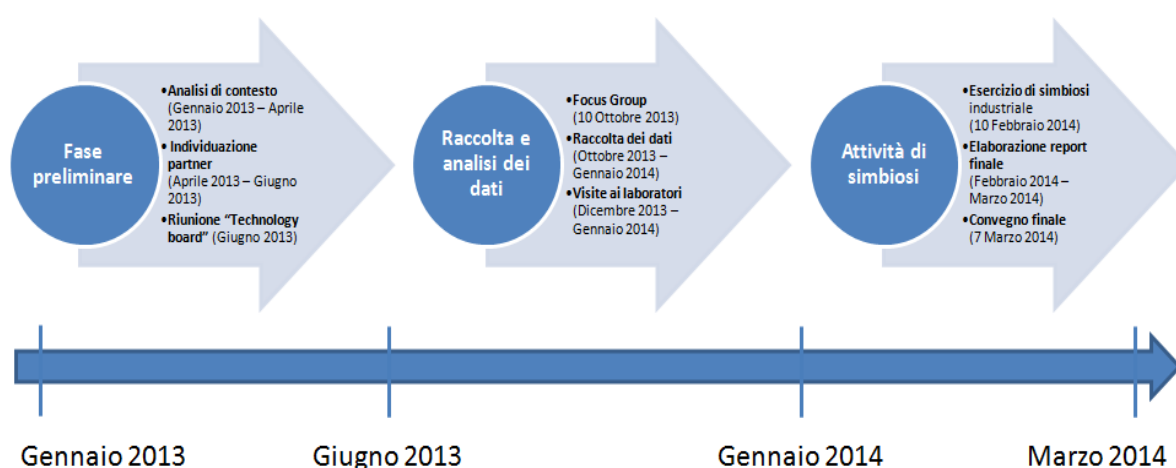 Fase
preliminare
•Analisi di contesto
(Gennaio 2013 – Aprile
2013)
• Individuazione
partner
(Aprile 2013 – Giugno
2013)
•Riunione “Technology
board” (Giugno 2013)
Raccolta e
analisi dei
dati
•Focus Group
(10 Ottobre 2013)
•Raccolta dei dati
(Ottobre 2013 –
Gennaio 2014)
•Visite ai laboratori
(Dicembre 2013 –
Gennaio 2014)
Attività di
simbiosi
•Esercizio di simbiosi
industriale
(10 Febbraio 2014)
•Elaborazione report
finale
(Febbraio 2014 –
Marzo 2014)
•Convegno finale
(7 Marzo 2014)
Gennaio 2013
Giugno 2013
Gennaio 2014
Marzo 2014